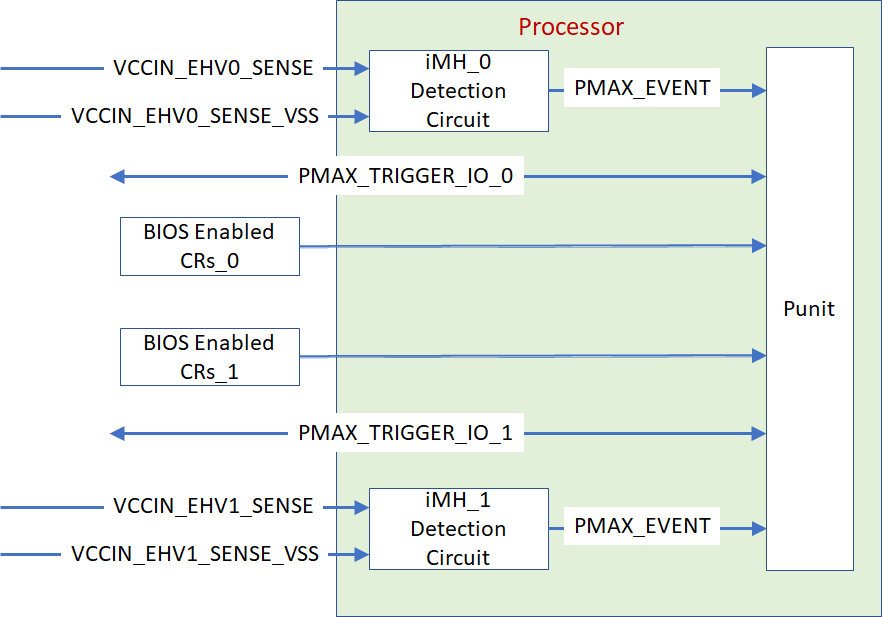 Processor
VCCIN_EHV0_SENSE
VCCIN_EHV0_SENSE_VSS
iMH_0
Detection
Circuit
PMAX_EVENT
PMAX_TRIGGER_IO_0
BIOS Enabled
CRs_0
Punit
BIOS Enabled
CRs_1
PMAX_TRIGGER_IO_1
VCCIN_EHV1_SENSE
VCCIN_EHV1_SENSE_VSS
iMH_1
Detection
Circuit
PMAX_EVENT